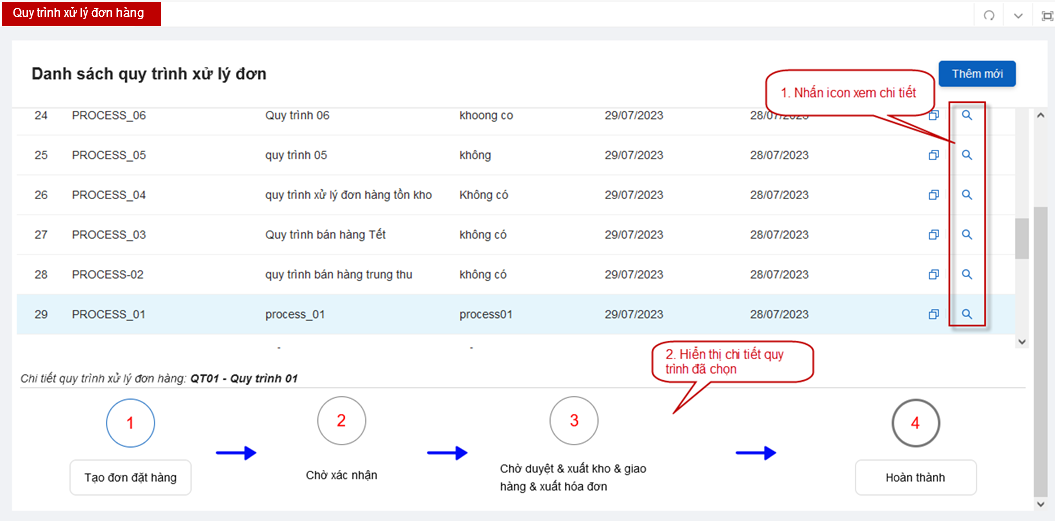 Quy trình xử lý đơn hàng
Danh sách quy trình xử lý đơn
Thêm mới
1. Nhấn icon xem chi tiết
24 PROCESS_06 Quy trình 06 khoong co 29/07/2023 28/07/2023
25 PROCESS_05 quy trình 05 không 29/07/2023 28/07/2023
26 PROCESS_04 quy trình xử lý đơn hàng tồn kho Không có 29/07/2023 28/07/2023
27 PROCESS_03 Quy trình bán hàng Tết không có 29/07/2023 28/07/2023
28 PROCESS-02 quy trình bán hàng trung thu không có 29/07/2023 28/07/2023
29 PROCESS_01 process_01 process01 29/07/2023 28/07/2023
2. Hiển thị chi tiết quy
trình đã chọn
Chi tiết quy trình xử lý đơn hàng: QT01 - Quy trình 01
1 2 3 4
Tạo đơn đặt hàng
Chờ xác nhận
Chờ duyệt & xuất kho & giao
hàng & xuất hóa đơn
Hoàn thành